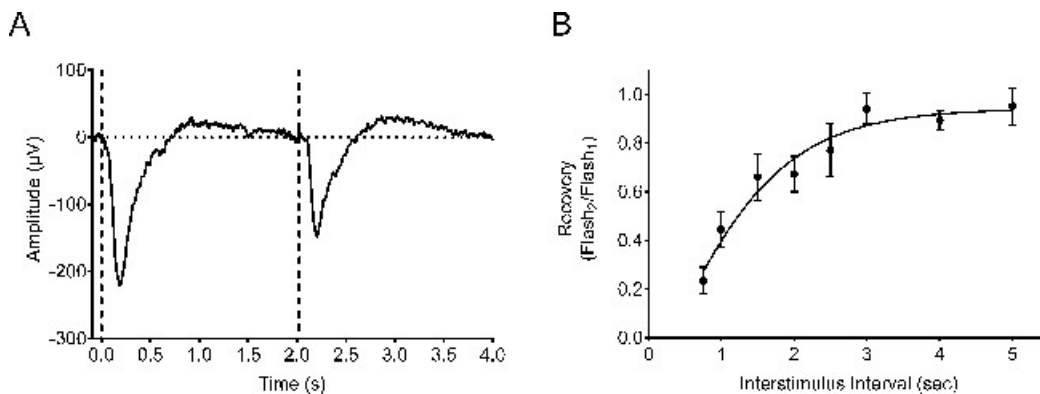 A
B
100
0
-100
-200
-300
Amplitude (µV)
0.0 0.5 1.0 1.5 2.0 2.5 3.0 3.5 4.0
Time (s)
1.0
0.8
0.6
0.4
0.2
0.0
Recovery
(Flash2/Flash1)
0 1 2 3 4 5
Interstimulus Interval (sec)